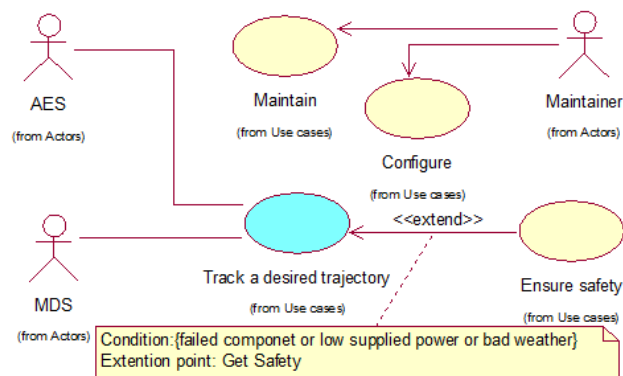 AES
(from Actors)
Maintain
(from Use cases)
Maintainer
(from Actors)
Configure
(from Use cases)
<<extend>>
MDS
(from Actors)
Track a desired trajectory
(from Use cases)
Ensure safety
(from Use cases)
Condition:{failed componet or low supplied power or bad weather}
Extention point: Get Safety